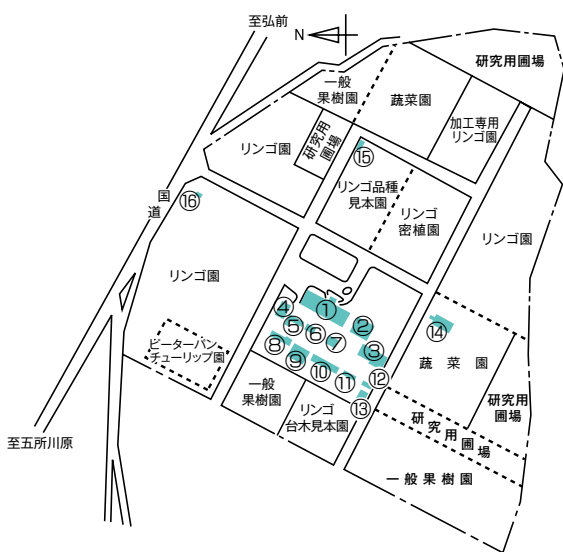 至弘前
N
研究用圃場
一般
果樹園
蔬菜園
加工専用
リンゴ園
研究用
圃場
リンゴ園
⑮
リンゴ品種
見本園
リンゴ
密植園
国道
⑯
リンゴ園
リンゴ園
①
④
⑤
⑥
②
⑦
③
⑧
⑨
⑩
⑪
⑫
⑬
⑭
蔬菜園
ピーターパン
チューリップ園
一般
果樹園
リンゴ
台木見本園
研究用
圃場
研究用圃場
至五所川原
一般果樹園